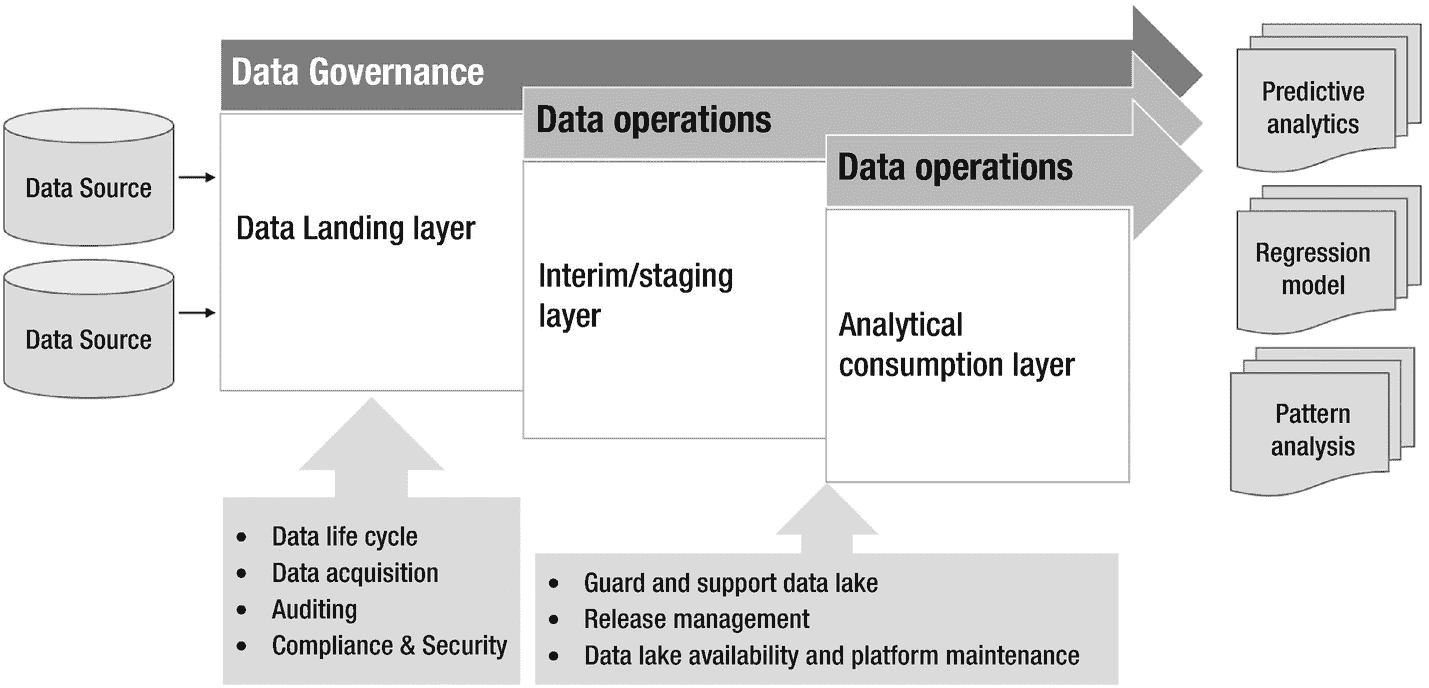 Data Governance
Data operations
Data operations
Data Source
Data Source
Data Landing layer
Interim/staging
layer
Analytical
consumption layer
Predictive
analytics
Regression
model
Pattern
analysis
• Data life cycle
• Data acquisition
• Auditing
• Compliance & Security
• Guard and support data lake
• Release management
• Data lake availability and platform maintenance